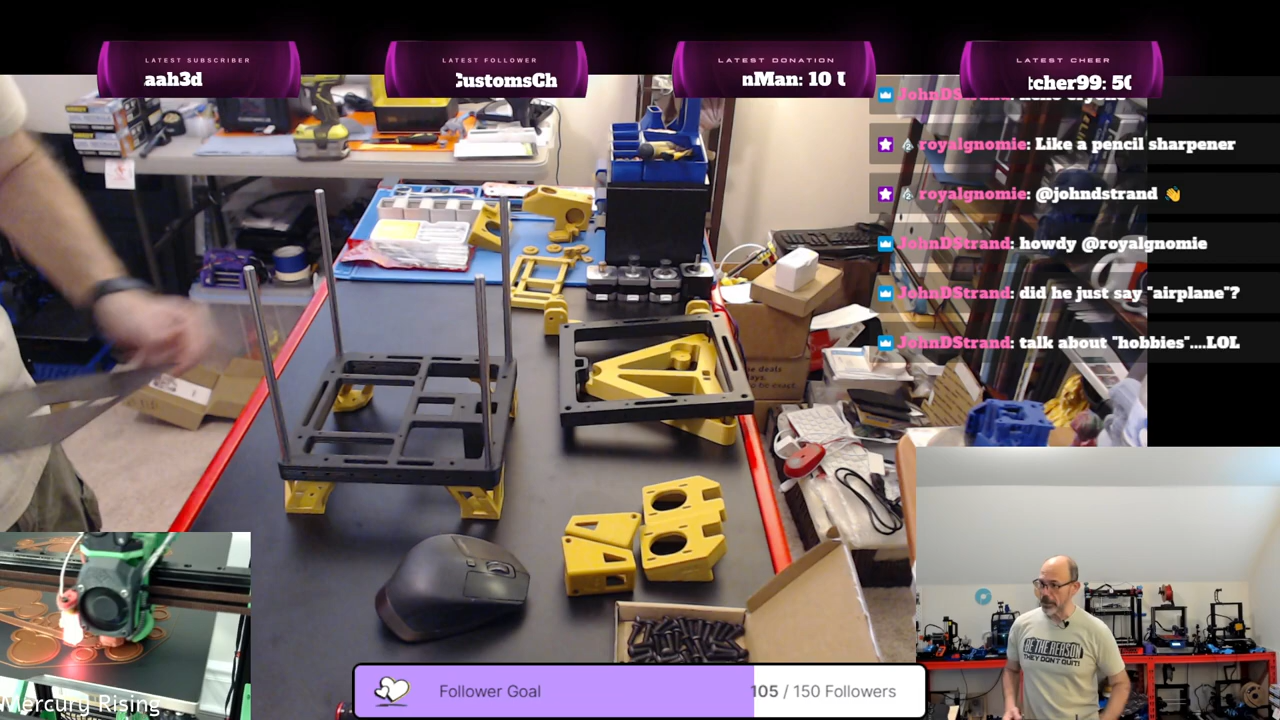 LATEST SUBSCRIBER
aah3d
LATEST FOLLOWER
CustomsCh
LATEST DONATION
nMan: 10
LATEST CHEER
tcher99: 50
JohnDStrand:
royalgnomie: Like a pencil sharpener
royalgnomie: @johndstrand 👋
JohnDStrand: howdy @royalgnomie
JohnDStrand: did he just say "airplane"?
JohnDStrand: talk about "hobbies"....LOL
BE THE REASON
THEY DON'T QUIT!
Follower Goal
105 / 150 Followers
Mercury Rising